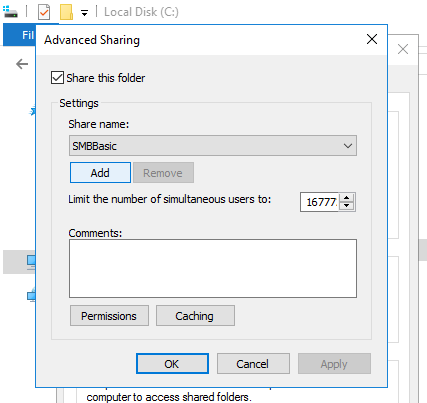 Local Disk (C:)
Fil
Advanced Sharing
Share this folder
Settings
Share name:
SMBBasic
Add Remove
Limit the number of simultaneous users to: 16777
Comments:
Permissions Caching
OK Cancel Apply
computer to access shared folders.